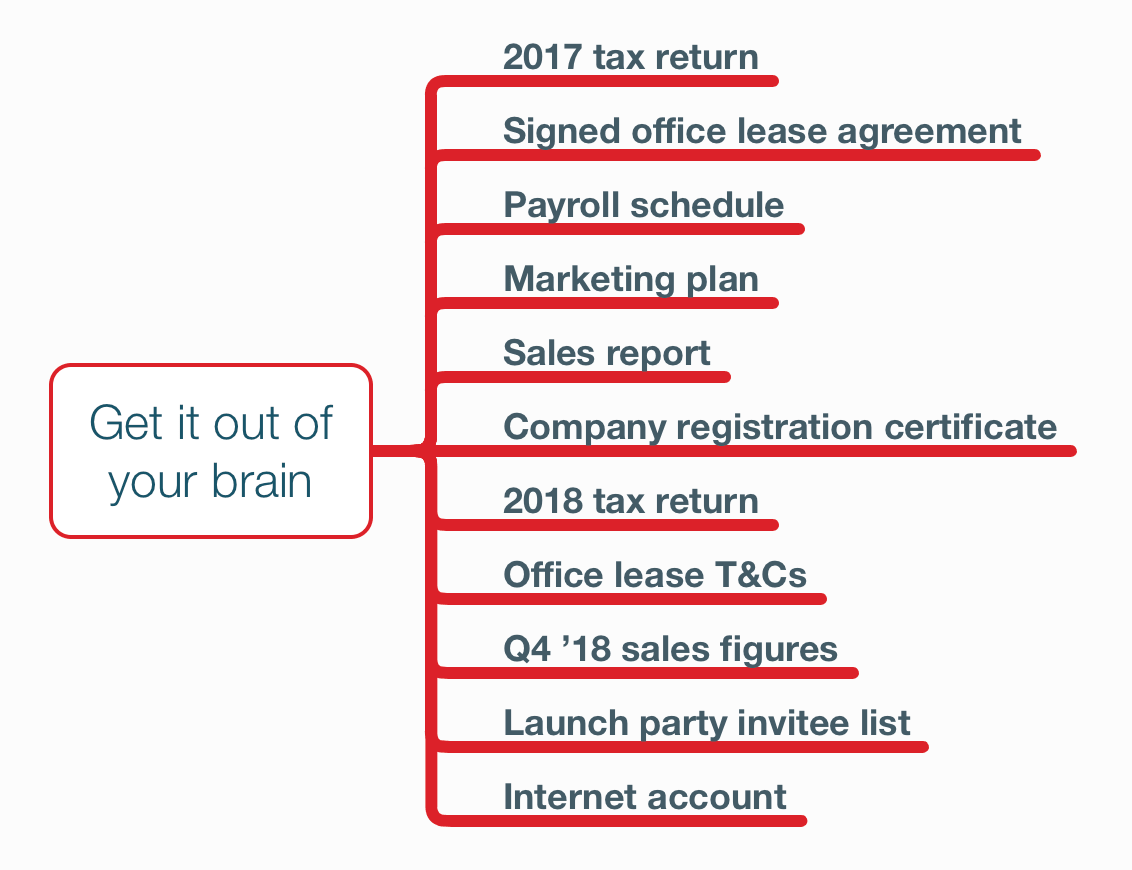 2017 tax return
Signed office lease agreement
Payroll schedule
Marketing plan
Sales report
Get it out of
your brain
Company registration certificate
2018 tax return
Office lease T&Cs
Q4 ’18 sales figures
Launch party invitee list
Internet account